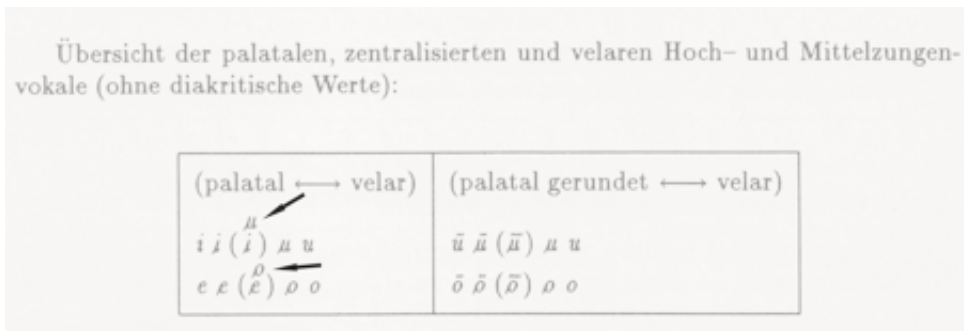 Übersicht der palatalen, zentralisierten und velaren Hoch– und Mittelzungen-
vokale (ohne diakritische Werte):
(palatal ⟷ velar) (palatal gerundet ⟷ velar)
µ
i i (i) µ u ü µ̈ (µ̈) µ u
ρ
e e (e) ρ o ö ρ̈ (ρ̈) ρ o